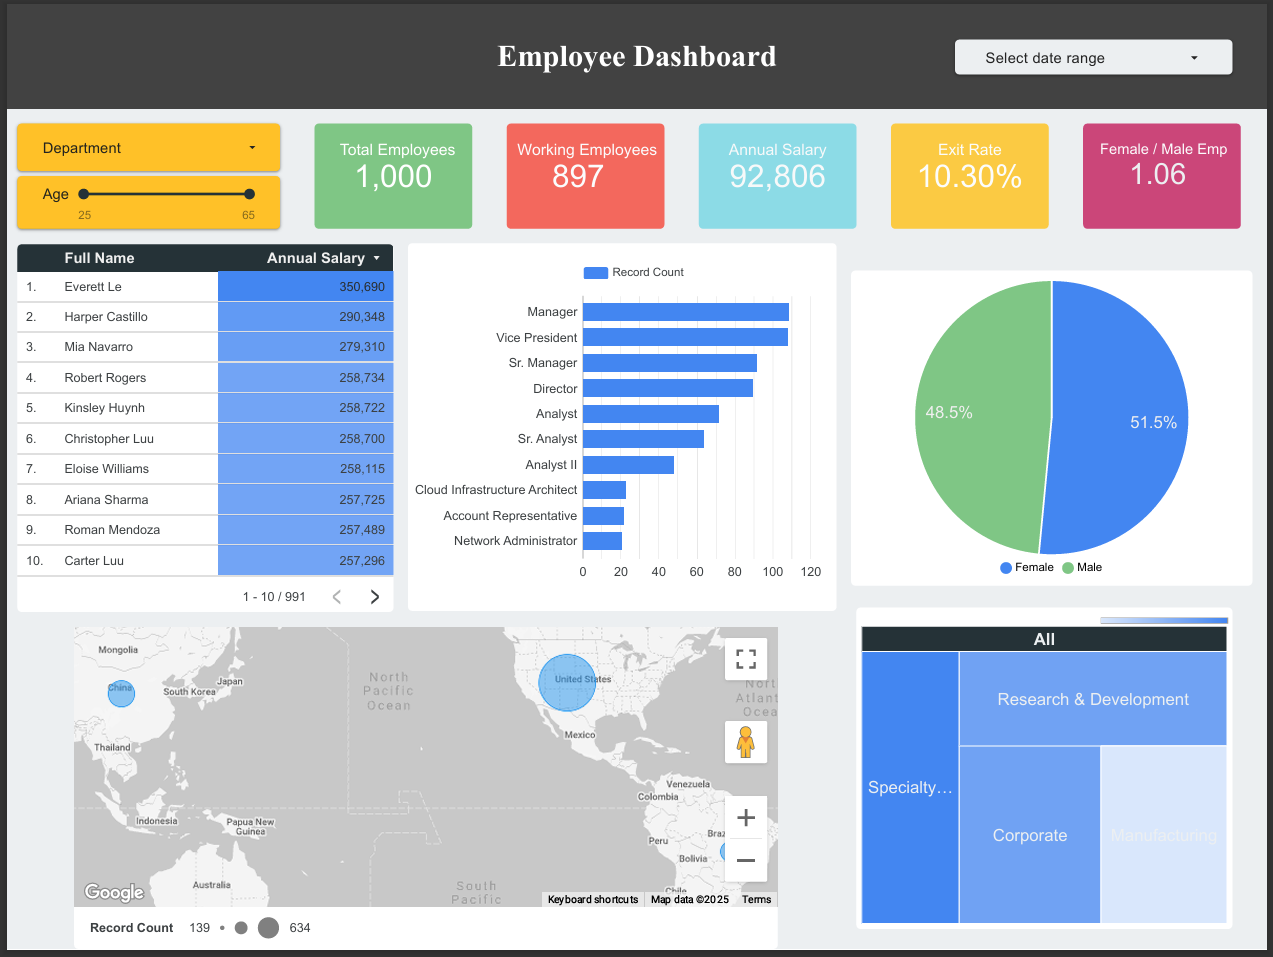 Employee Dashboard
Select date range
Department
Age
25
65
Total Employees
1,000
Working Employees
897
Annual Salary
92,806
Exit Rate
10.30%
Female / Male Emp
1.06
Full Name Annual Salary
1. Everett Le 350,690
2. Harper Castillo 290,348
3. Mia Navarro 279,310
4. Robert Rogers 258,734
5. Kinsley Huynh 258,722
6. Christopher Luu 258,700
7. Eloise Williams 258,115
8. Ariana Sharma 257,725
9. Roman Mendoza 257,489
10. Carter Luu 257,296
1 - 10 / 991
Record Count
Manager
Vice President
Sr. Manager
Director
Analyst
Sr. Analyst
Analyst II
Cloud Infrastructure Architect
Account Representative
Network Administrator
0 20 40 60 80 100 120
48.5%
51.5%
Female Male
Mongolia
China
South Korea
Japan
Thailand
Indonesia
Papua New
Guinea
Australia
North
Pacific
Ocean
United States
Mexico
North
Atlant
Ocea
Venezuela
Colombia
Peru
Braz
Bolivia
Chile
South
Pacific
Google
Keyboard shortcuts
Map data ©2025
Terms
Record Count 139 634
All
Specialty…
Research & Development
Corporate
Manufacturing